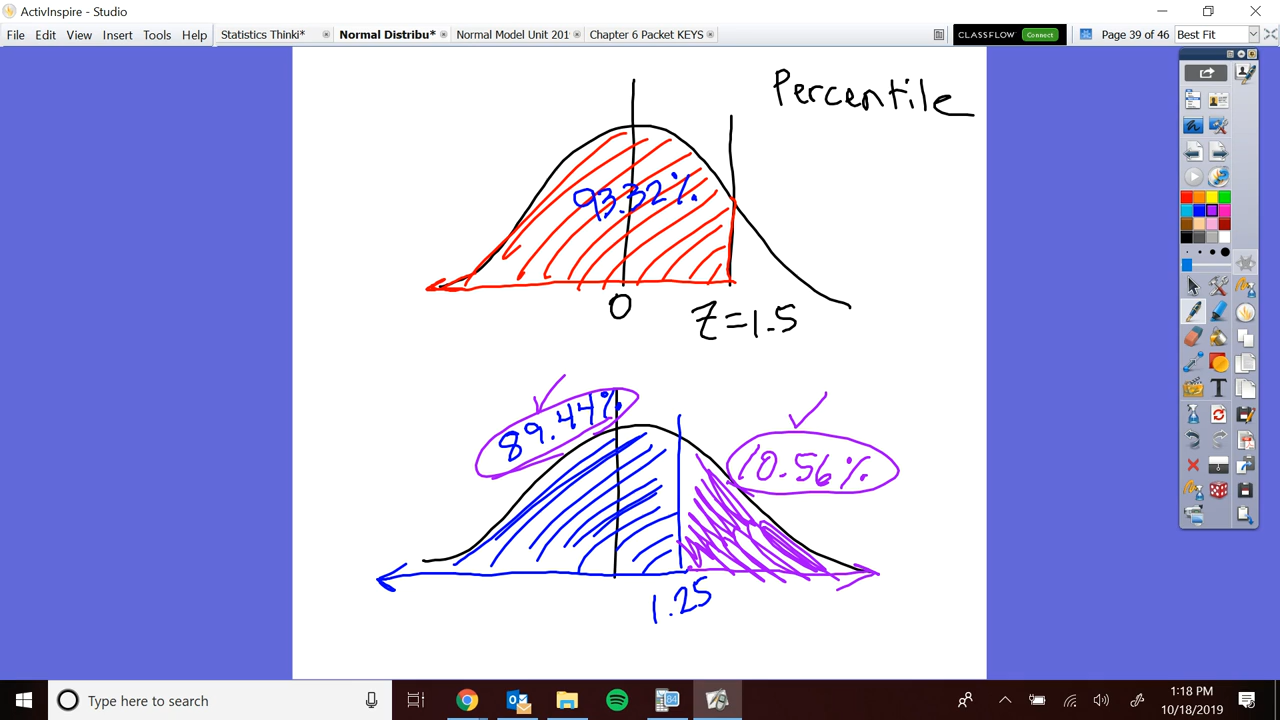 ActivInspire - Studio
File Edit View Insert Tools Help Statistics Thinki* Normal Distribu* Normal Model Unit 201 Chapter 6 Packet KEYS CLASSFLOW Connect Page 39 of 46 Best Fit
Percentile
93.32%
0
Z=1.5
89.44%
10.56%
1.25
Type here to search
1:18 PM
10/18/2019